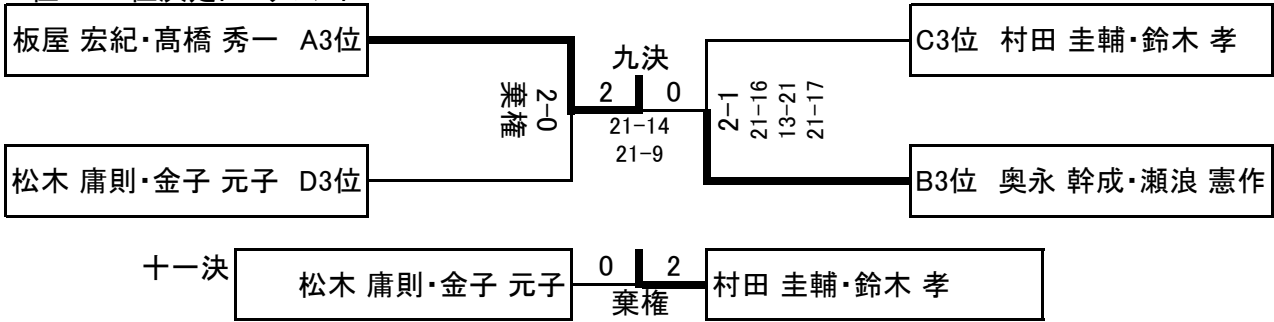 板屋 宏紀・髙橋 秀一 A3位
C3位 村田 圭輔・鈴木 孝
九決
2 0
21-14
21-9
2-0
棄権
2-1
21-16
13-21
21-17
松木 庸則・金子 元子 D3位
B3位 奥永 幹成・瀬浪 憲作
十一決
松木 庸則・金子 元子
0 2
棄権
村田 圭輔・鈴木 孝